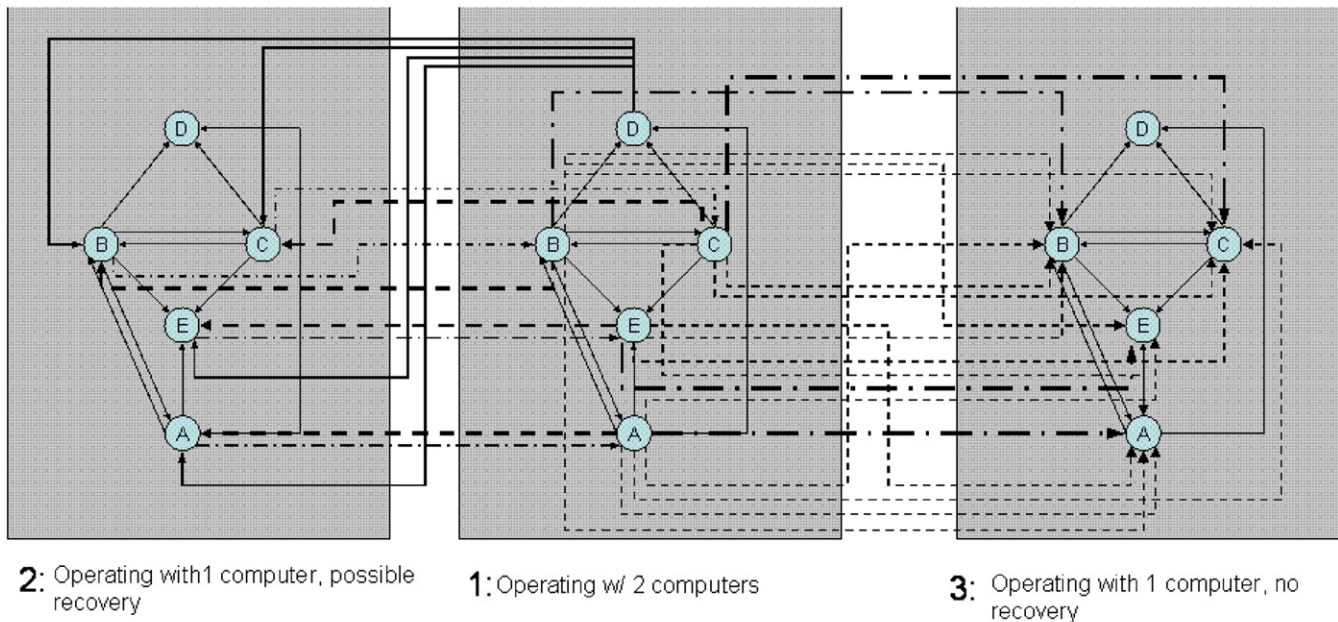 D
D
D
B
C
B
C
B
C
E
E
E
A
A
A
2: Operating with1 computer, possible
recovery
1: Operating w/ 2 computers
3: Operating with 1 computer, no
recovery